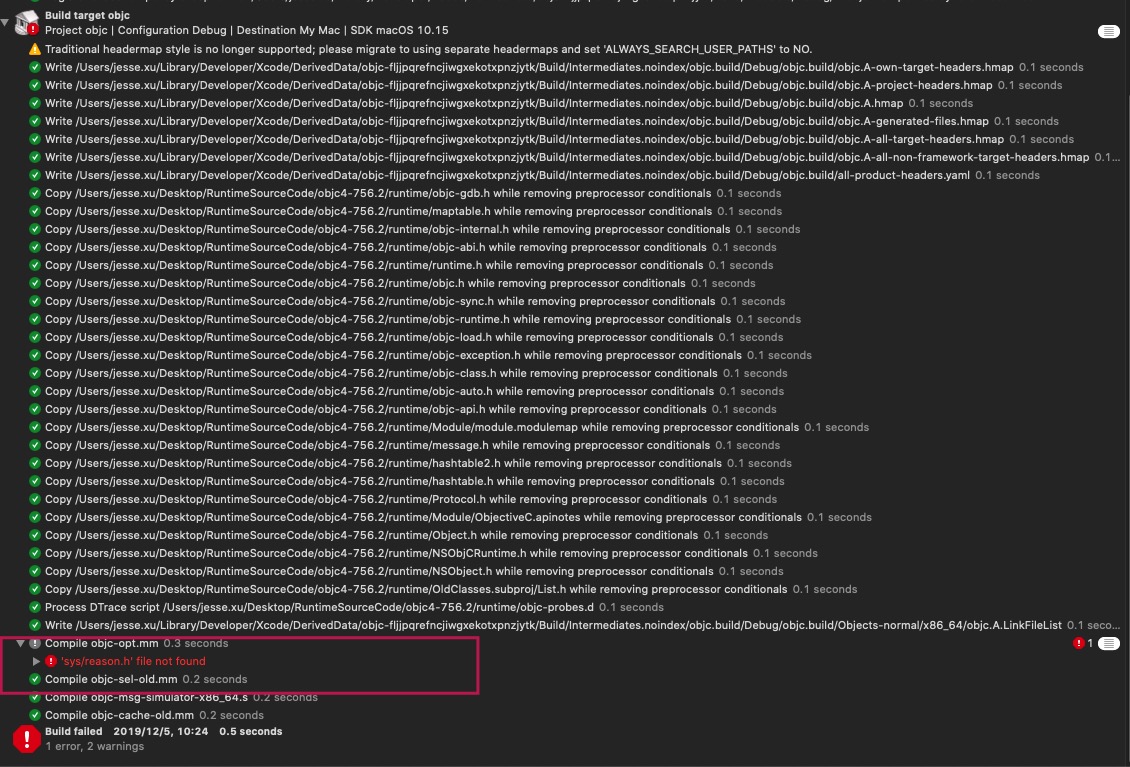 Build target objc
Project objc | Configuration Debug | Destination My Mac | SDK macOS 10.15
Traditional headermap style is no longer supported; please migrate to using separate headermaps and set 'ALWAYS_SEARCH_USER_PATHS' to NO.
Write /Users/jesse.xu/Library/Developer/Xcode/DerivedData/objc-fljjpqrefncjiwgxekotxpnzjytk/Build/Intermediates.noindex/objc.build/Debug/objc.build/objc.A-own-target-headers.hmap 0.1 seconds
Write /Users/jesse.xu/Library/Developer/Xcode/DerivedData/objc-fljjpqrefncjiwgxekotxpnzjytk/Build/Intermediates.noindex/objc.build/Debug/objc.build/objc.A-project-headers.hmap 0.1 seconds
Write /Users/jesse.xu/Library/Developer/Xcode/DerivedData/objc-fljjpqrefncjiwgxekotxpnzjytk/Build/Intermediates.noindex/objc.build/Debug/objc.build/objc.A.hmap 0.1 seconds
Write /Users/jesse.xu/Library/Developer/Xcode/DerivedData/objc-fljjpqrefncjiwgxekotxpnzjytk/Build/Intermediates.noindex/objc.build/Debug/objc.build/objc.A-generated-files.hmap 0.1 seconds
Write /Users/jesse.xu/Library/Developer/Xcode/DerivedData/objc-fljjpqrefncjiwgxekotxpnzjytk/Build/Intermediates.noindex/objc.build/Debug/objc.build/objc.A-all-target-headers.hmap 0.1 seconds
Write /Users/jesse.xu/Library/Developer/Xcode/DerivedData/objc-fljjpqrefncjiwgxekotxpnzjytk/Build/Intermediates.noindex/objc.build/Debug/objc.build/objc.A-all-non-framework-target-headers.hmap 0.1...
Write /Users/jesse.xu/Library/Developer/Xcode/DerivedData/objc-fljjpqrefncjiwgxekotxpnzjytk/Build/Intermediates.noindex/objc.build/Debug/objc.build/all-product-headers.yaml 0.1 seconds
Copy /Users/jesse.xu/Desktop/RuntimeSourceCode/objc4-756.2/runtime/objc-gdb.h while removing preprocessor conditionals 0.1 seconds
Copy /Users/jesse.xu/Desktop/RuntimeSourceCode/objc4-756.2/runtime/maptable.h while removing preprocessor conditionals 0.1 seconds
Copy /Users/jesse.xu/Desktop/RuntimeSourceCode/objc4-756.2/runtime/objc-internal.h while removing preprocessor conditionals 0.1 seconds
Copy /Users/jesse.xu/Desktop/RuntimeSourceCode/objc4-756.2/runtime/objc-abi.h while removing preprocessor conditionals 0.1 seconds
Copy /Users/jesse.xu/Desktop/RuntimeSourceCode/objc4-756.2/runtime/runtime.h while removing preprocessor conditionals 0.1 seconds
Copy /Users/jesse.xu/Desktop/RuntimeSourceCode/objc4-756.2/runtime/objc.h while removing preprocessor conditionals 0.1 seconds
Copy /Users/jesse.xu/Desktop/RuntimeSourceCode/objc4-756.2/runtime/objc-sync.h while removing preprocessor conditionals 0.1 seconds
Copy /Users/jesse.xu/Desktop/RuntimeSourceCode/objc4-756.2/runtime/objc-runtime.h while removing preprocessor conditionals 0.1 seconds
Copy /Users/jesse.xu/Desktop/RuntimeSourceCode/objc4-756.2/runtime/objc-load.h while removing preprocessor conditionals 0.1 seconds
Copy /Users/jesse.xu/Desktop/RuntimeSourceCode/objc4-756.2/runtime/objc-exception.h while removing preprocessor conditionals 0.1 seconds
Copy /Users/jesse.xu/Desktop/RuntimeSourceCode/objc4-756.2/runtime/objc-class.h while removing preprocessor conditionals 0.1 seconds
Copy /Users/jesse.xu/Desktop/RuntimeSourceCode/objc4-756.2/runtime/objc-auto.h while removing preprocessor conditionals 0.1 seconds
Copy /Users/jesse.xu/Desktop/RuntimeSourceCode/objc4-756.2/runtime/objc-api.h while removing preprocessor conditionals 0.1 seconds
Copy /Users/jesse.xu/Desktop/RuntimeSourceCode/objc4-756.2/runtime/Module/module.modulemap while removing preprocessor conditionals 0.1 seconds
Copy /Users/jesse.xu/Desktop/RuntimeSourceCode/objc4-756.2/runtime/message.h while removing preprocessor conditionals 0.1 seconds
Copy /Users/jesse.xu/Desktop/RuntimeSourceCode/objc4-756.2/runtime/hashtable2.h while removing preprocessor conditionals 0.1 seconds
Copy /Users/jesse.xu/Desktop/RuntimeSourceCode/objc4-756.2/runtime/hashtable.h while removing preprocessor conditionals 0.1 seconds
Copy /Users/jesse.xu/Desktop/RuntimeSourceCode/objc4-756.2/runtime/Protocol.h while removing preprocessor conditionals 0.1 seconds
Copy /Users/jesse.xu/Desktop/RuntimeSourceCode/objc4-756.2/runtime/Module/ObjectiveC.apinotes while removing preprocessor conditionals 0.1 seconds
Copy /Users/jesse.xu/Desktop/RuntimeSourceCode/objc4-756.2/runtime/Object.h while removing preprocessor conditionals 0.1 seconds
Copy /Users/jesse.xu/Desktop/RuntimeSourceCode/objc4-756.2/runtime/NSObjCRuntime.h while removing preprocessor conditionals 0.1 seconds
Copy /Users/jesse.xu/Desktop/RuntimeSourceCode/objc4-756.2/runtime/NSObject.h while removing preprocessor conditionals 0.1 seconds
Copy /Users/jesse.xu/Desktop/RuntimeSourceCode/objc4-756.2/runtime/OldClasses.subproj/List.h while removing preprocessor conditionals 0.1 seconds
Process DTrace script /Users/jesse.xu/Desktop/RuntimeSourceCode/objc4-756.2/runtime/objc-probes.d 0.1 seconds
Write /Users/jesse.xu/Library/Developer/Xcode/DerivedData/objc-fljjpqrefncjiwgxekotxpnzjytk/Build/Intermediates.noindex/objc.build/Debug/objc.build/Objects-normal/x86_64/objc.A.LinkFileList 0.1 seco...
Compile objc-opt.mm 0.3 seconds 1
'sys/reason.h' file not found
Compile objc-sel-old.mm 0.2 seconds
Compile objc-msg-simulator-x86_64.s 0.2 seconds
Compile objc-cache-old.mm 0.2 seconds
Build failed 2019/12/5, 10:24 0.5 seconds
1 error, 2 warnings